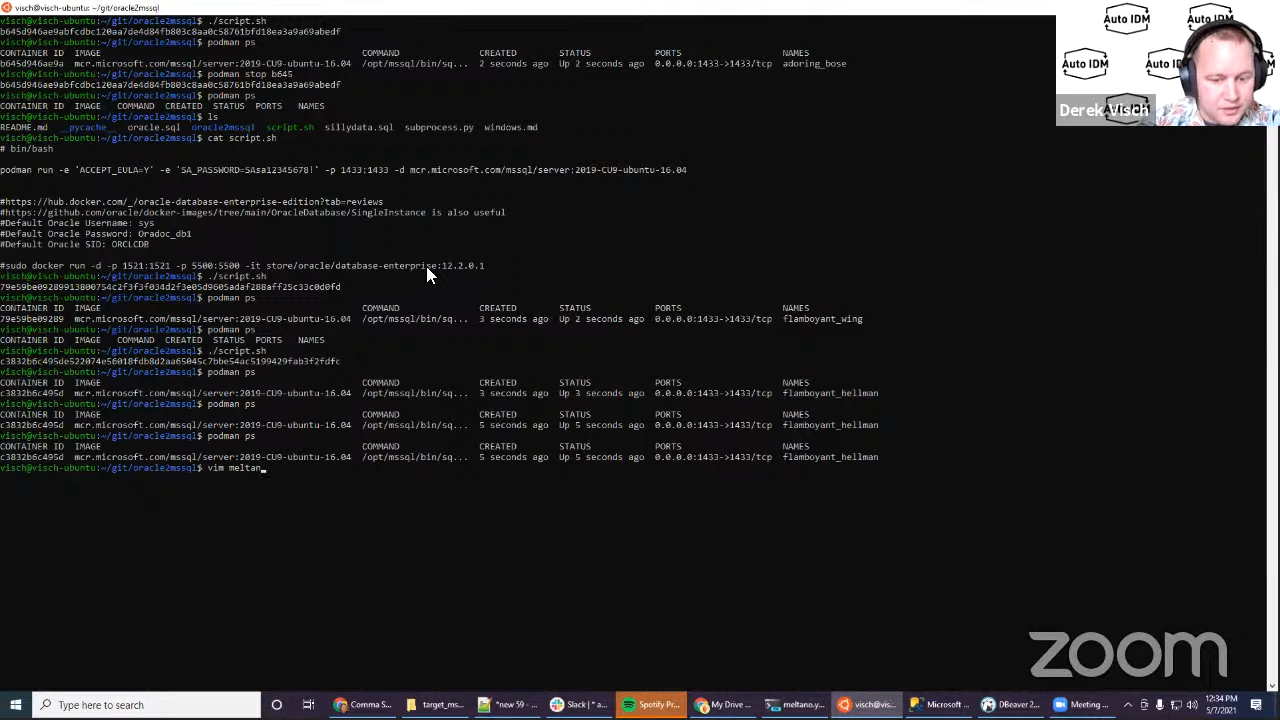 visch@visch-ubuntu: ~/git/oracle2mssql
visch@visch-ubuntu:~/git/oracle2mssql$ ./script.sh
b645d946ae9abfcdbc120aa7de4d84fb803c8aa0c58761bfd18ea3a9a69abedf
visch@visch-ubuntu:~/git/oracle2mssql$ podman ps
CONTAINER ID IMAGE COMMAND CREATED STATUS PORTS NAMES
b645d946ae9a mcr.microsoft.com/mssql/server:2019-CU9-ubuntu-16.04 /opt/mssql/bin/sq... 2 seconds ago Up 2 seconds ago 0.0.0.0:1433->1433/tcp adoring_bose
visch@visch-ubuntu:~/git/oracle2mssql$ podman stop b645
b645d946ae9abfcdbc120aa7de4d84fb803c8aa0c58761bfd18ea3a9a69abedf
visch@visch-ubuntu:~/git/oracle2mssql$ podman ps
CONTAINER ID IMAGE COMMAND CREATED STATUS PORTS NAMES
visch@visch-ubuntu:~/git/oracle2mssql$ ls
README.md __pycache__ oracle.sql oracle2mssql script.sh sillydata.sql subprocess.py windows.md
visch@visch-ubuntu:~/git/oracle2mssql$ cat script.sh
# bin/bash
podman run -e 'ACCEPT_EULA=Y' -e 'SA_PASSWORD=SAsa12345678!' -p 1433:1433 -d mcr.microsoft.com/mssql/server:2019-CU9-ubuntu-16.04
#https://hub.docker.com/_/oracle-database-enterprise-edition?tab=reviews
#https://github.com/oracle/docker-images/tree/main/OracleDatabase/SingleInstance is also useful
#Default Oracle Username: sys
#Default Oracle Password: Oradoc_db1
#Default Oracle SID: ORCLCDB
#sudo docker run -d -p 1521:1521 -p 5500:5500 -it store/oracle/database-enterprise:12.2.0.1
visch@visch-ubuntu:~/git/oracle2mssql$ ./script.sh
79e59be09289913800754c2f3f3f034d2f3e05d9605adaf288aff25c33c0d0fd
visch@visch-ubuntu:~/git/oracle2mssql$ podman ps
CONTAINER ID IMAGE COMMAND CREATED STATUS PORTS NAMES
79e59be09289 mcr.microsoft.com/mssql/server:2019-CU9-ubuntu-16.04 /opt/mssql/bin/sq... 3 seconds ago Up 2 seconds ago 0.0.0.0:1433->1433/tcp flamboyant_wing
visch@visch-ubuntu:~/git/oracle2mssql$ podman ps
CONTAINER ID IMAGE COMMAND CREATED STATUS PORTS NAMES
visch@visch-ubuntu:~/git/oracle2mssql$ ./script.sh
c3832b6c495de522074e56018fdb8d2aa65045c7bbe54ac5199429fab3f2fdfc
visch@visch-ubuntu:~/git/oracle2mssql$ podman ps
CONTAINER ID IMAGE COMMAND CREATED STATUS PORTS NAMES
c3832b6c495d mcr.microsoft.com/mssql/server:2019-CU9-ubuntu-16.04 /opt/mssql/bin/sq... 3 seconds ago Up 3 seconds ago 0.0.0.0:1433->1433/tcp flamboyant_hellman
visch@visch-ubuntu:~/git/oracle2mssql$ podman ps
CONTAINER ID IMAGE COMMAND CREATED STATUS PORTS NAMES
c3832b6c495d mcr.microsoft.com/mssql/server:2019-CU9-ubuntu-16.04 /opt/mssql/bin/sq... 5 seconds ago Up 5 seconds ago 0.0.0.0:1433->1433/tcp flamboyant_hellman
visch@visch-ubuntu:~/git/oracle2mssql$ podman ps
CONTAINER ID IMAGE COMMAND CREATED STATUS PORTS NAMES
c3832b6c495d mcr.microsoft.com/mssql/server:2019-CU9-ubuntu-16.04 /opt/mssql/bin/sq... 5 seconds ago Up 5 seconds ago 0.0.0.0:1433->1433/tcp flamboyant_hellman
visch@visch-ubuntu:~/git/oracle2mssql$ vim meltan
Auto IDM Auto IDM
Auto IDM Auto IDM
Derek Visch
zoom
Type here to search Comma S... target_ms... *new 59 - ... Slack | * a... Spotify Pr... My Drive ... meltano.y... visch@vis... Microsoft ... DBeaver 2... Meeting ... 12:34 PM
5/7/2021